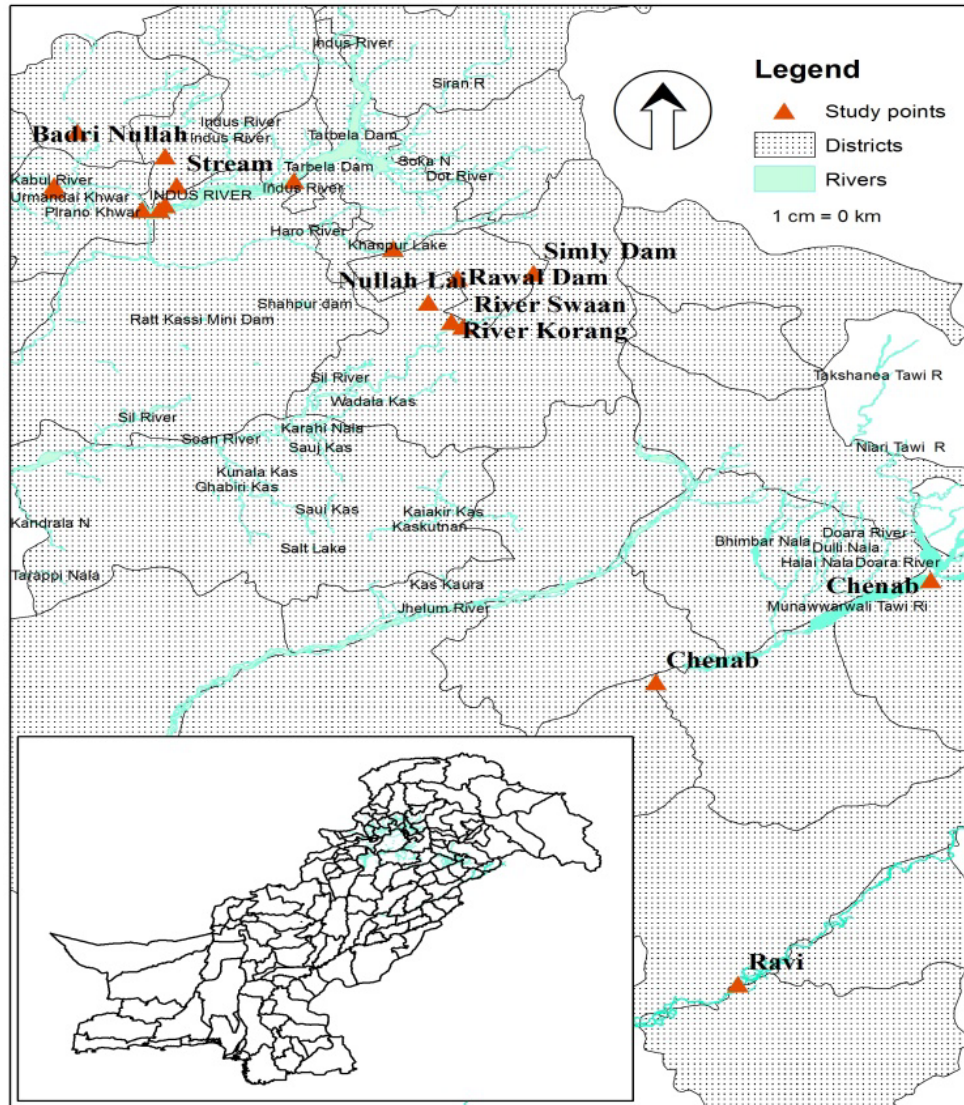 Indus River
Siran R
Legend
Study points
Districts
Rivers
1 cm = 0 km
Badri Nullah
Indus River
Indus River
Tarbela Dam
Stream
Tarbela Dam
Soka N
Dor River
Kabul River
Urmandai Khwar
INDUS RIVER
Indus River
Pirano Khwar
Haro River
Khanpur Lake
Simly Dam
Nullah Lai
Rawal Dam
Shahpur dam
River Swaan
Ratt Kassi Mini Dam
River Korang
Takshanea Tawi R
Sil River
Wadala Kas
Sil River
Karahi Nala
Soan River
Sauj Kas
Niari Tawi R
Kunala Kas
Ghabiri Kas
Saui Kas
Kaiakir Kas
Kaskutnan
Kandrala N
Salt Lake
Bhimbar Nala
Doara River
Dulli Nala
Halai Nala
Doara River
Tarappi Nala
Kas Kaura
Chenab
Jhelum River
Munawwarwali Tawi Ri
Chenab
Ravi